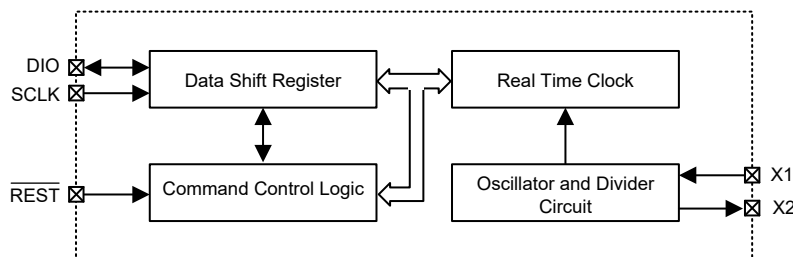 DIO
Data Shift Register
Real Time Clock
SCLK
REST
Command Control Logic
Oscillator and Divider
Circuit
X1
X2